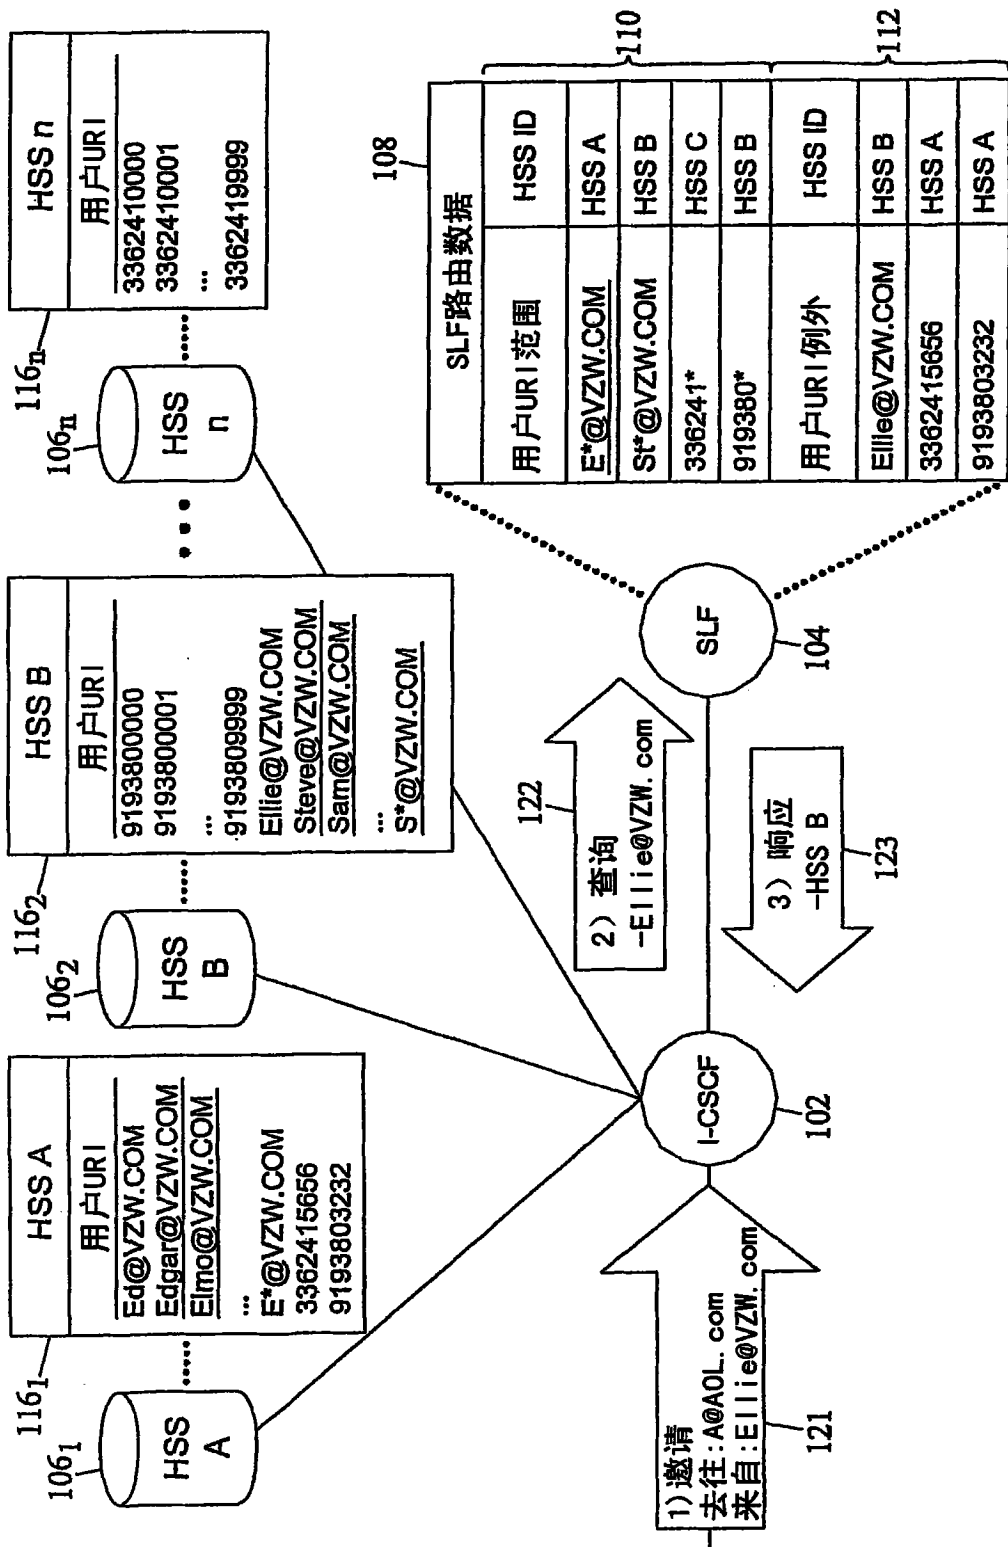 106₁
HSS
A
116₁
HSS A
用户URI
Ed@VZW.COM
Edgar@VZW.COM
Elmo@VZW.COM
...
E*@VZW.COM
3362415656
9193803232
106₂
HSS
B
116₂
HSS B
用户URI
9193800000
9193800001
...
9193809999
Ellie@VZW.COM
Steve@VZW.COM
Sam@VZW.COM
...
S*@VZW.COM
106n
HSS
n
116n
HSS n
用户URI
3362410000
3362410001
...
3362419999
1)邀请
去往:A@AOL.com
来自:Ellie@VZW.com
121
I-CSCF
102
2) 查询
-Ellie@VZW.com
122
3) 响应
-HSS B
123
SLF
104
108
SLF路由数据
用户URI范围 HSS ID
E*@VZW.COM HSS A
St*@VZW.COM HSS B
336241* HSS C
919380* HSS B
用户URI例外 HSS ID
Ellie@VZW.COM HSS B
3362415656 HSS A
9193803232 HSS A
110
112